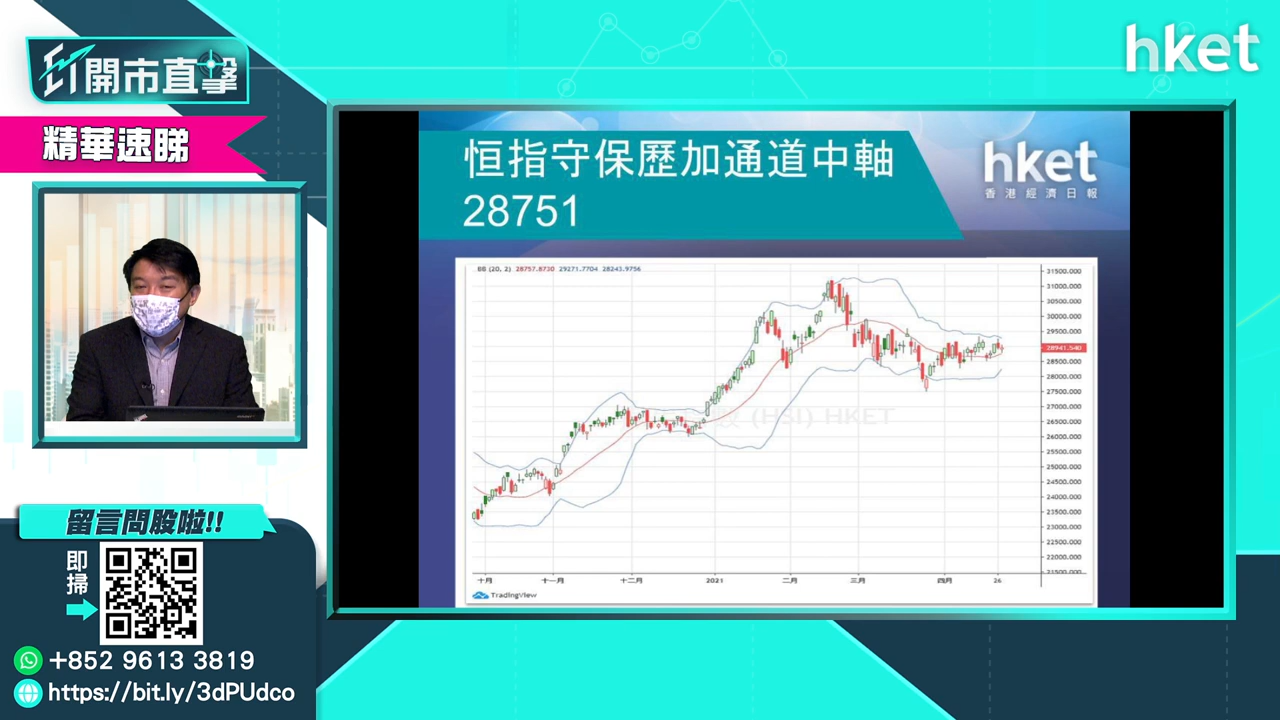 ET開市直擊
精華速睇
hket
恒指守保歷加通道中軸
28751
hket
香港經濟日報
BB (20, 2) 28757.8730 29271.7704 28243.9756
31500.000
31000.000
30500.000
30000.000
29500.000
28941.540
28500.000
28000.000
27500.000
27000.000
26500.000
26000.000
25500.000
25000.000
24500.000
24000.000
23500.000
23000.000
22500.000
22000.000
21500.000
(HSI) HKET
十月
十一月
十二月
2021
二月
三月
四月
26
TradingView
留言問股啦!!
即掃
+852 9613 3819
https://bit.ly/3dPUdco